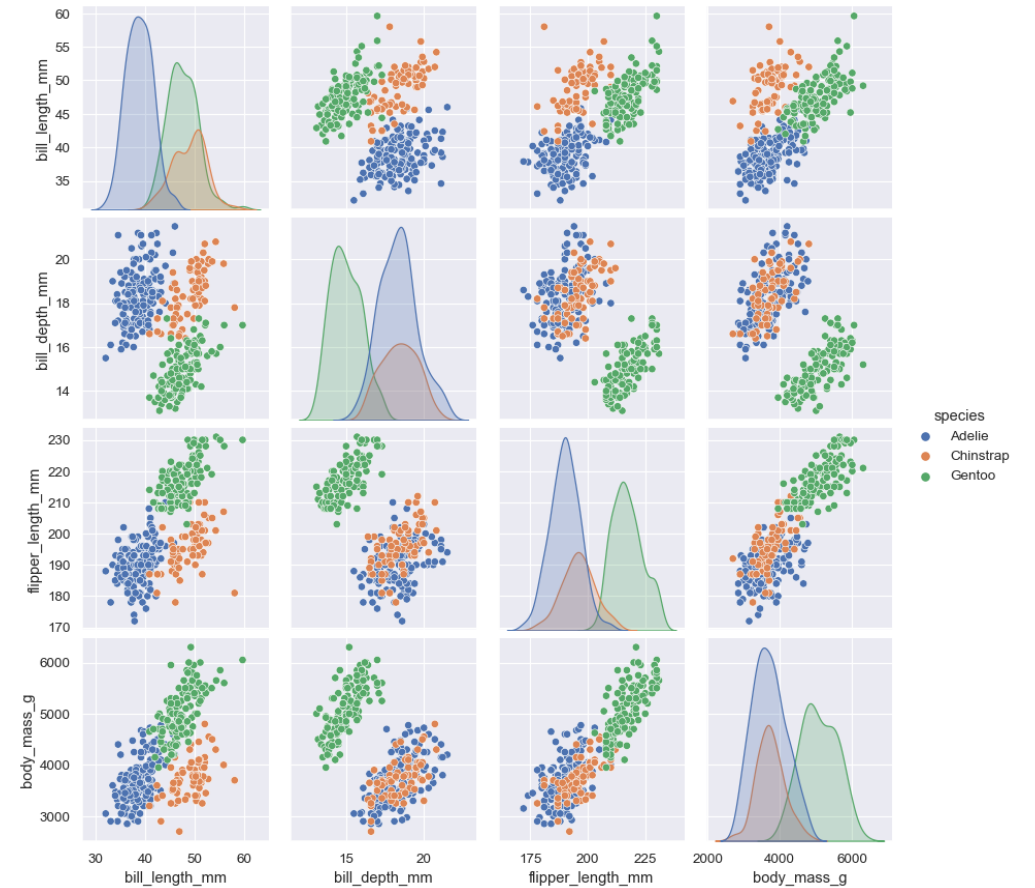 60
55
50
45
40
35
bill_length_mm
20
18
16
14
bill_depth_mm
230
220
210
200
190
180
170
flipper_length_mm
6000
5000
4000
3000
body_mass_g
30 40 50 60
bill_length_mm
15 20
bill_depth_mm
175 200 225
flipper_length_mm
2000 4000 6000
body_mass_g
species
Adelie
Chinstrap
Gentoo